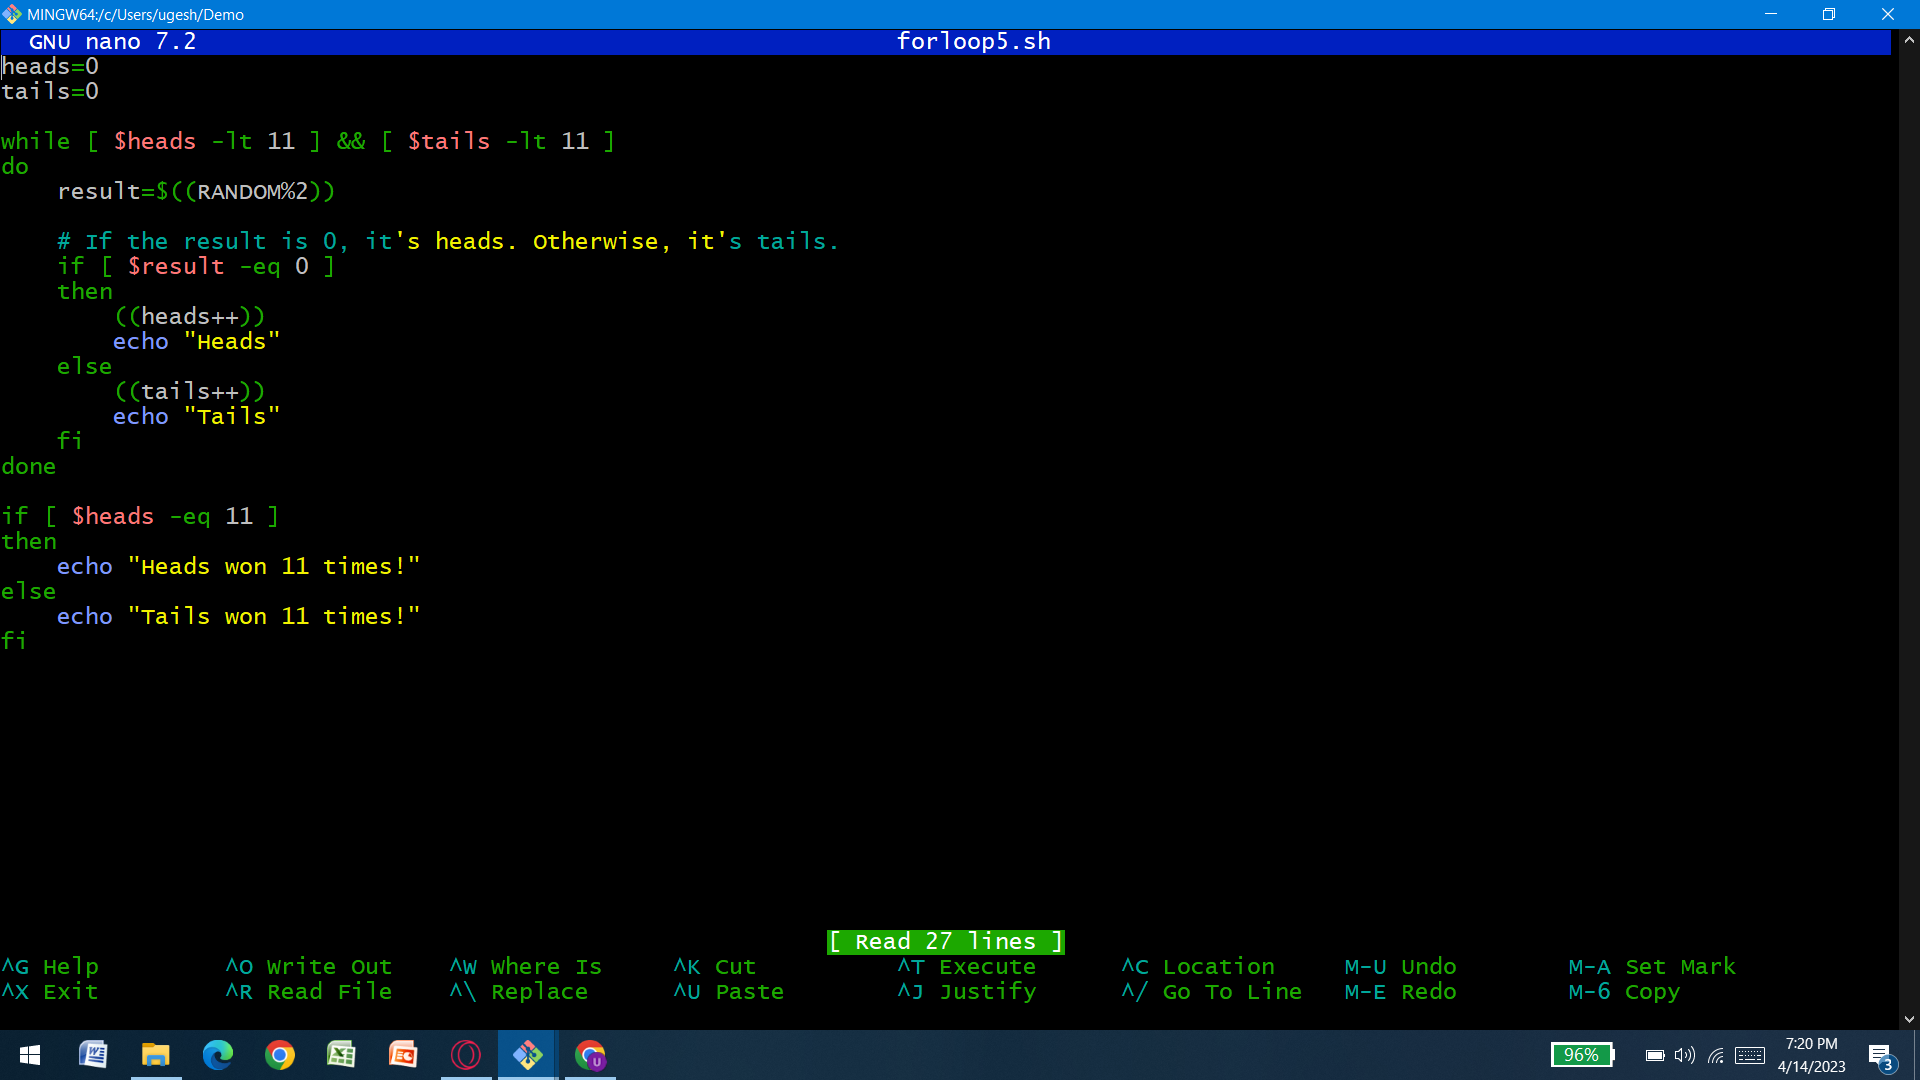 MINGW64:/c/Users/ugesh/Demo
GNU nano 7.2 forloop5.sh
heads=0
tails=0

while [ $heads -lt 11 ] && [ $tails -lt 11 ]
do
    result=$((RANDOM%2))

    # If the result is 0, it's heads. Otherwise, it's tails.
    if [ $result -eq 0 ]
    then
        ((heads++))
        echo "Heads"
    else
        ((tails++))
        echo "Tails"
    fi
done

if [ $heads -eq 11 ]
then
    echo "Heads won 11 times!"
else
    echo "Tails won 11 times!"
fi
[ Read 27 lines ]
^G Help ^O Write Out ^W Where Is ^K Cut ^T Execute ^C Location M-U Undo M-A Set Mark
^X Exit ^R Read File ^\ Replace ^U Paste ^J Justify ^/ Go To Line M-E Redo M-6 Copy
96%
7:20 PM
4/14/2023
3